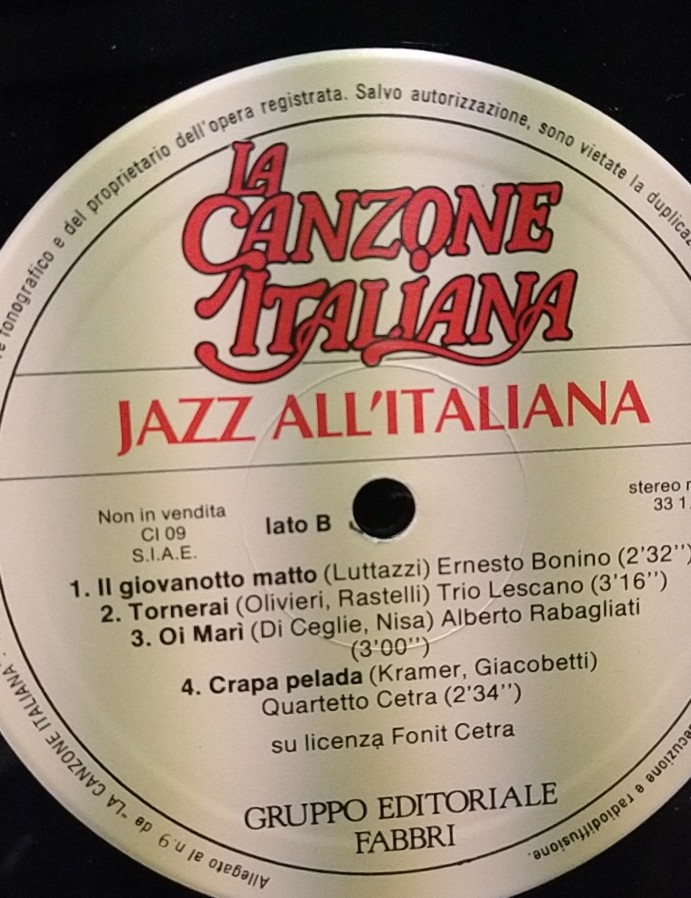 fonografico e del proprietario dell'opera registrata. Salvo autorizzazione, sono vietate la
LA
CANZONE
ITALIANA
JAZZ ALL'ITALIANA
Non in vendita
CI 09
S.I.A.E.
lato B
stereo
33
1. Il giovanotto matto (Luttazzi) Ernesto Bonino (2'32'')
2. Tornerai (Olivieri, Rastelli) Trio Lescano (3'16'')
3. Oi Marì (Di Ceglie, Nisa) Alberto Rabagliati
(3'00'')
4. Crapa pelada (Kramer, Giacobetti)
Quartetto Cetra (2'34'')
su licenza Fonit Cetra
GRUPPO EDITORIALE
FABBRI
Allegato al n.9 de "LA CANZONE ITALIANA".
e radiodiffusione.